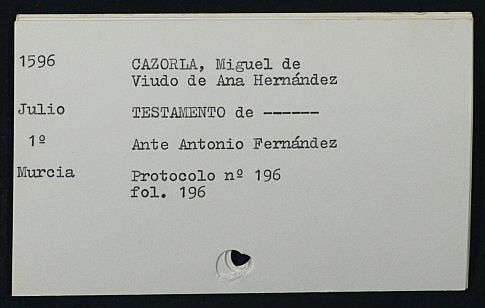 1596 CAZORLA, Miguel de
Viudo de Ana Hernández
Julio TESTAMENTO de ------
1º Ante Antonio Fernández
Murcia Protocolo nº 196
fol. 196